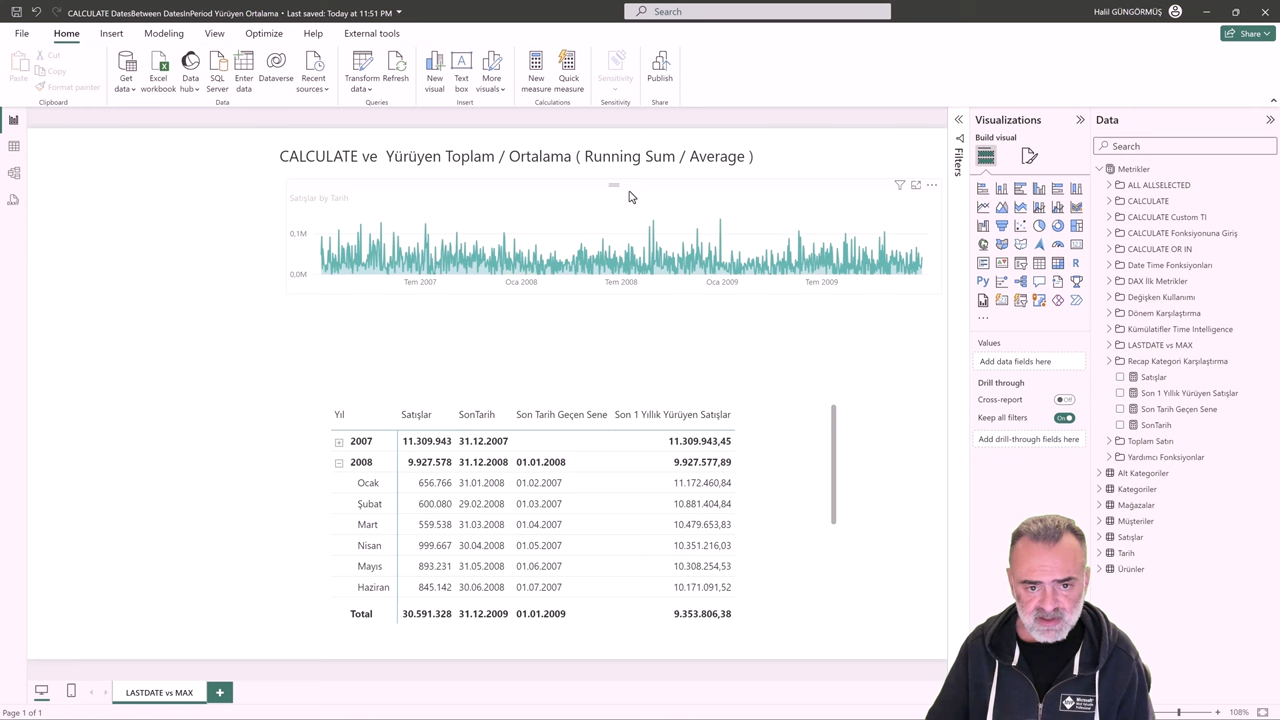 CALCULATE DatesBetween DatesInPeriod Yürüyen Ortalama • Last saved: Today at 11:51 PM
Search
Halil GÜNGÖRMÜŞ
File Home Insert Modeling View Optimize Help External tools
Share
Paste
Cut
Copy
Format painter
Clipboard
Get data
Excel workbook
Data hub
SQL Server
Enter data
Dataverse
Recent sources
Data
Transform data
Refresh
Queries
New visual
Text box
More visuals
Insert
New measure
Quick measure
Calculations
Sensitivity
Sensitivity
Publish
Share
CALCULATE ve Yürüyen Toplam / Ortalama ( Running Sum / Average )
Satışlar by Tarih
0,1M
0,0M
Tem 2007 Oca 2008 Tem 2008 Oca 2009 Tem 2009
Yıl Satışlar SonTarih Son Tarih Geçen Sene Son 1 Yıllık Yürüyen Satışlar
2007 11.309.943 31.12.2007 11.309.943,45
2008 9.927.578 31.12.2008 01.01.2008 9.927.577,89
Ocak 656.766 31.01.2008 01.02.2007 11.172.460,84
Şubat 600.080 29.02.2008 01.03.2007 10.881.404,84
Mart 559.538 31.03.2008 01.04.2007 10.479.653,83
Nisan 999.667 30.04.2008 01.05.2007 10.351.216,03
Mayıs 893.231 31.05.2008 01.06.2007 10.308.254,53
Haziran 845.142 30.06.2008 01.07.2007 10.171.091,52
Total 30.591.328 31.12.2009 01.01.2009 9.353.806,38
Filters
Visualizations
Build visual
R
Py
Values
Add data fields here
Drill through
Cross-report Off
Keep all filters On
Add drill-through fields here
Data
Search
Metrikler
ALL ALLSELECTED
CALCULATE
CALCULATE Custom TI
CALCULATE Fonksiyonuna Giriş
CALCULATE OR IN
Date Time Fonksiyonları
DAX İlk Metrikler
Değişken Kullanımı
Dönem Karşılaştırma
Kümülatifler Time Intelligence
LASTDATE vs MAX
Recap Kategori Karşılaştırma
Satışlar
Son 1 Yıllık Yürüyen Satışlar
Son Tarih Geçen Sene
SonTarih
Toplam Satırı
Yardımcı Fonksiyonlar
Alt Kategoriler
Kategoriler
Mağazalar
Müşteriler
Satışlar
Tarih
Ürünler
LASTDATE vs MAX
Page 1 of 1
108%